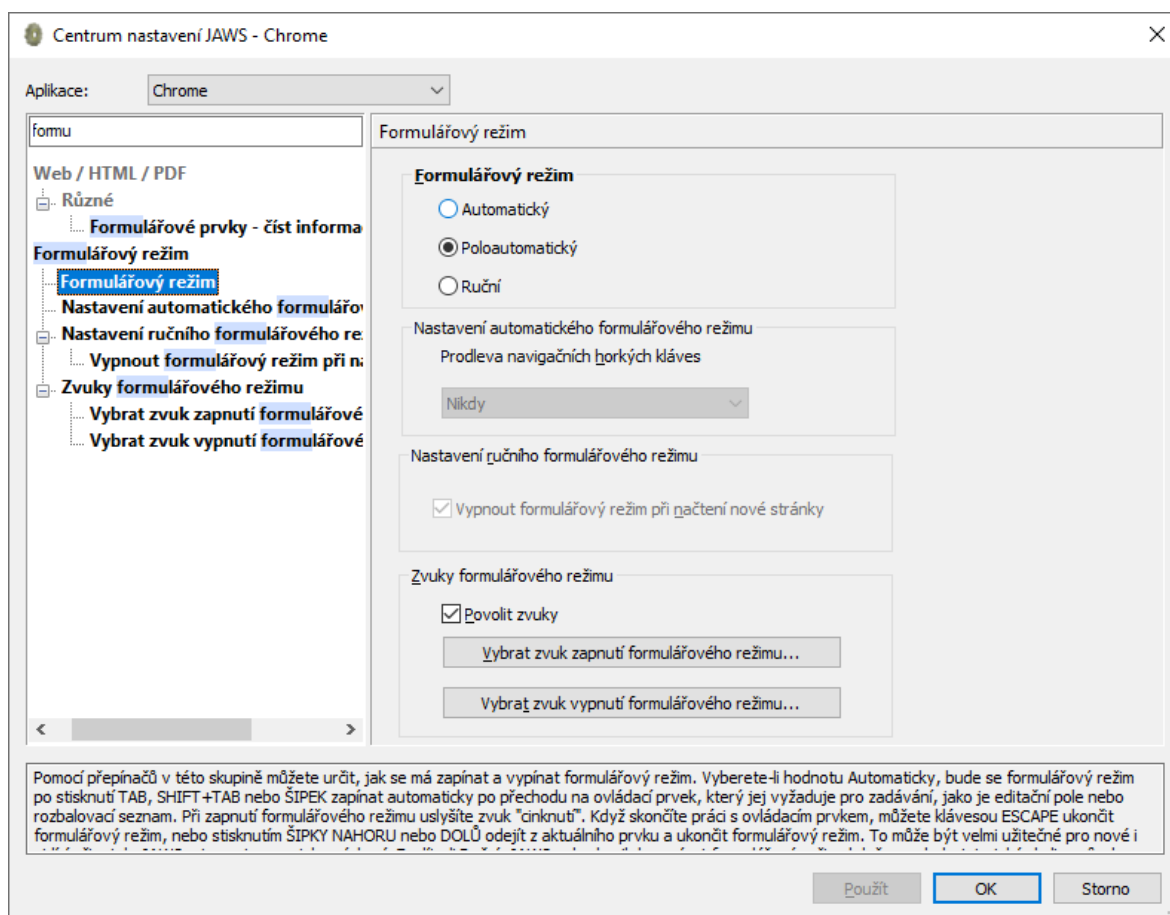 Centrum nastavení JAWS - Chrome
Aplikace:
Chrome
formu
Web / HTML / PDF
Různé
Formulářové prvky - číst informa
Formulářový režim
Formulářový režim
Nastavení automatického formulářov
Nastavení ručního formulářového re
Vypnout formulářový režim při na
Zvuky formulářového režimu
Vybrat zvuk zapnutí formulářové
Vybrat zvuk vypnutí formulářové
Formulářový režim
Formulářový režim
Automatický
Poloautomatický
Ruční
Nastavení automatického formulářového režimu
Prodleva navigačních horkých kláves
Nikdy
Nastavení ručního formulářového režimu
Vypnout formulářový režim při načtení nové stránky
Zvuky formulářového režimu
Povolit zvuky
Vybrat zvuk zapnutí formulářového režimu...
Vybrat zvuk vypnutí formulářového režimu...
Pomocí přepínačů v této skupině můžete určit, jak se má zapínat a vypínat formulářový režim. Vyberete-li hodnotu Automaticky, bude se formulářový režim
po stisknutí TAB, SHIFT+TAB nebo ŠIPEK zapínat automaticky po přechodu na ovládací prvek, který jej vyžaduje pro zadávání, jako je editační pole nebo
rozbalovací seznam. Při zapnutí formulářového režimu uslyšíte zvuk "cinknutí". Když skončíte práci s ovládacím prvkem, můžete klávesou ESCAPE ukončit
formulářový režim, nebo stisknutím ŠIPKY NAHORU nebo DOLŮ odejít z aktuálního prvku a ukončit formulářový režim. To může být velmi užitečné pro nové i
Použít
OK
Storno